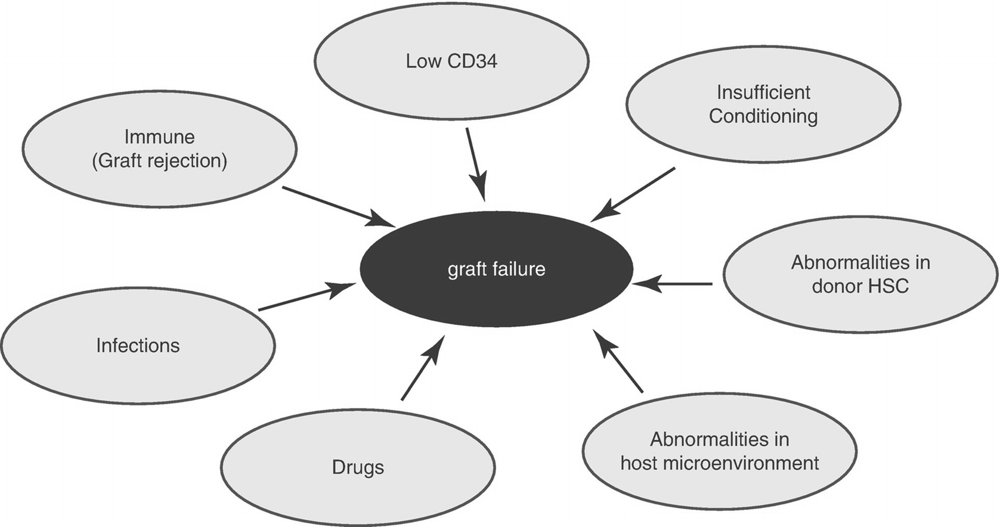 Low CD34
Insufficient
Conditioning
Immune
(Graft rejection)
graft failure
Abnormalities in
donor HSC
Infections
Abnormalities in
host microenvironment
Drugs